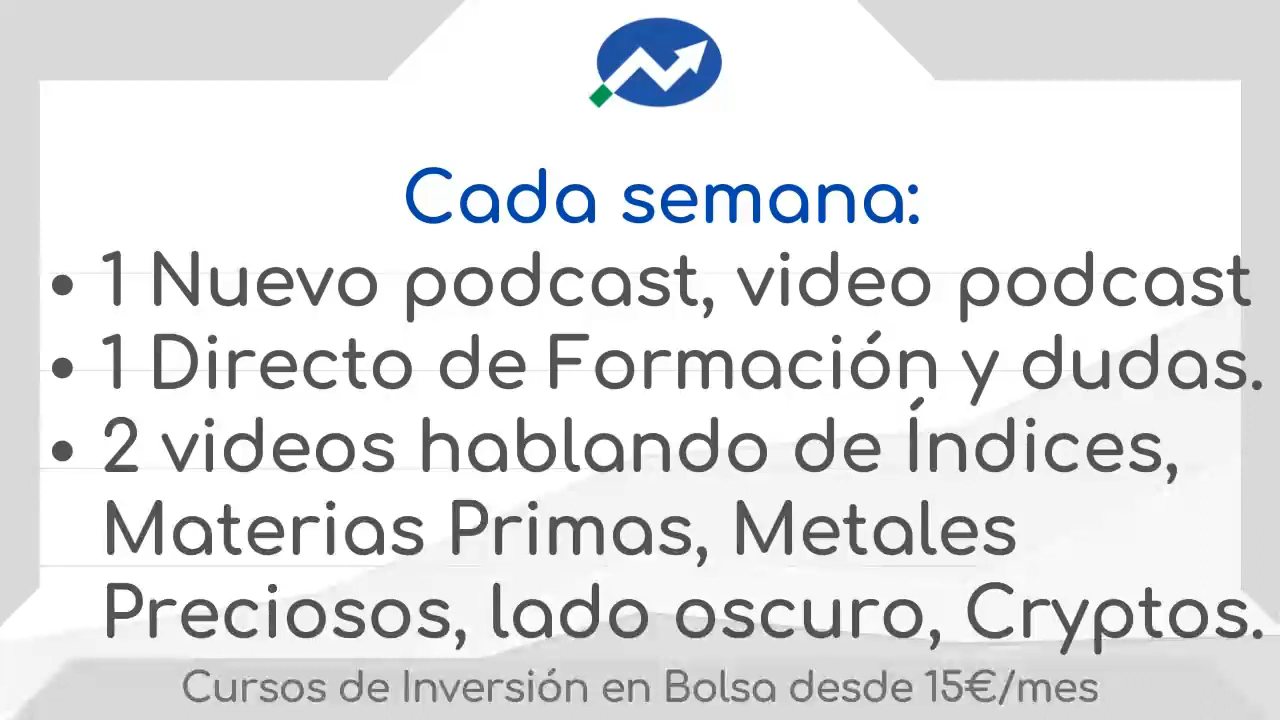 Cada semana:
• 1 Nuevo podcast, video podcast
• 1 Directo de Formación y dudas.
• 2 videos hablando de Índices,
Materias Primas, Metales
Preciosos, lado oscuro, Cryptos.
Cursos de Inversión en Bolsa desde 15€/mes